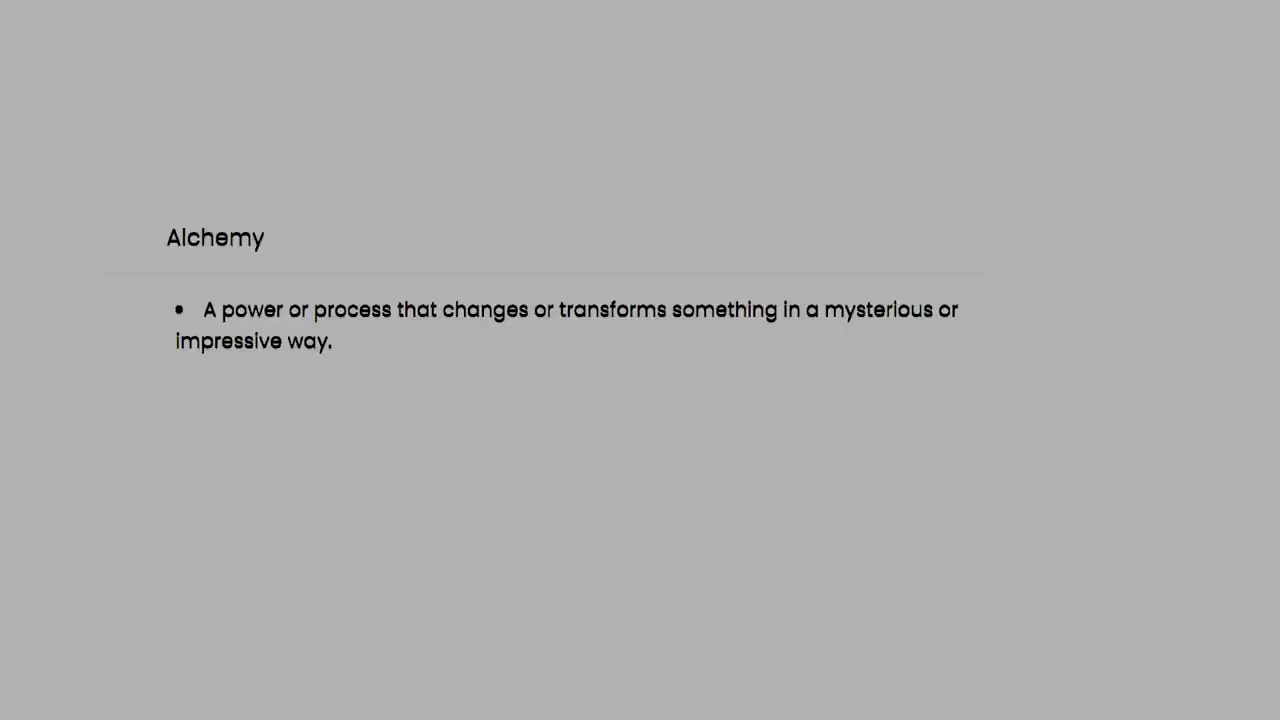 Alchemy
• A power or process that changes or transforms something in a mysterious or
impressive way.